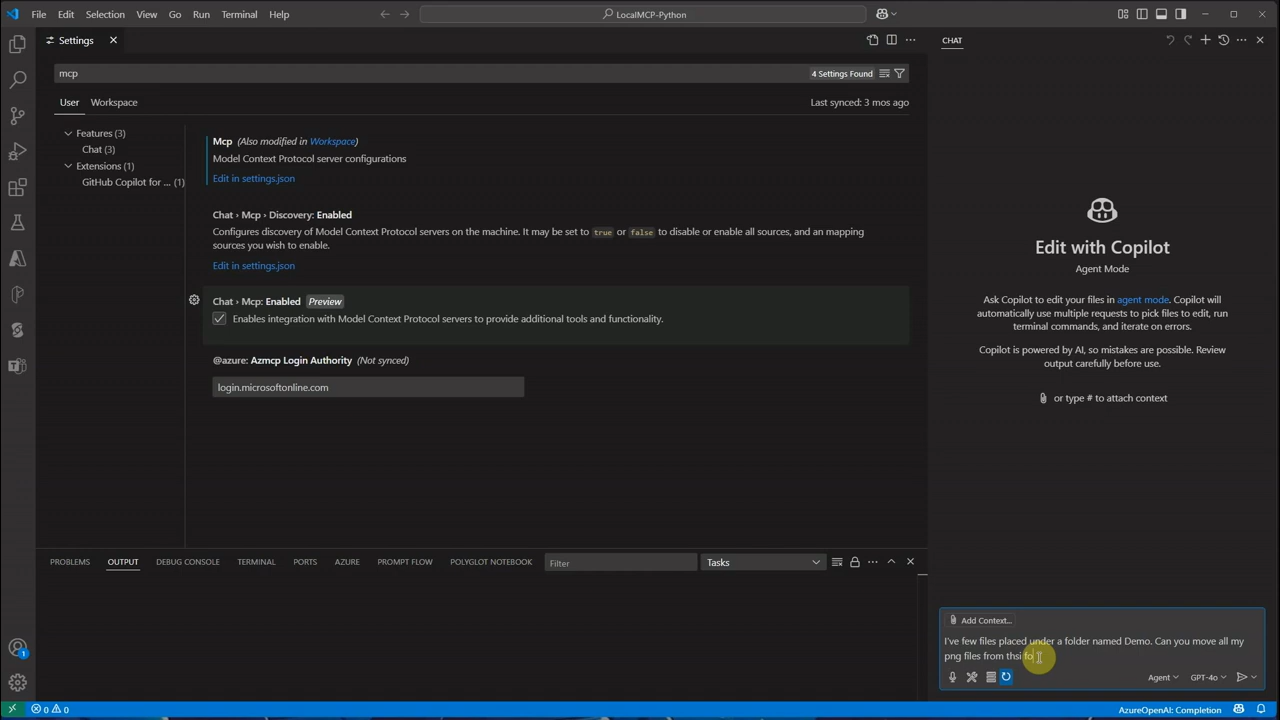 File Edit Selection View Go Run Terminal Help
LocalMCP-Python
Settings
CHAT
mcp
4 Settings Found
User Workspace
Last synced: 3 mos ago
Features (3)
Chat (3)
Extensions (1)
GitHub Copilot for ... (1)
Mcp (Also modified in Workspace)
Model Context Protocol server configurations
Edit in settings.json
Chat › Mcp › Discovery: Enabled
Configures discovery of Model Context Protocol servers on the machine. It may be set to true or false to disable or enable all sources, and an mapping
sources you wish to enable.
Edit in settings.json
Chat › Mcp: Enabled Preview
Enables integration with Model Context Protocol servers to provide additional tools and functionality.
@azure: Azmcp Login Authority (Not synced)
login.microsoftonline.com
Edit with Copilot
Agent Mode
Ask Copilot to edit your files in agent mode. Copilot will
automatically use multiple requests to pick files to edit, run
terminal commands, and iterate on errors.
Copilot is powered by AI, so mistakes are possible. Review
output carefully before use.
or type # to attach context
PROBLEMS OUTPUT DEBUG CONSOLE TERMINAL PORTS AZURE PROMPT FLOW POLYGLOT NOTEBOOK
Filter
Tasks
Add Context...
I've few files placed under a folder named Demo. Can you move all my
png files from thsi fo
Agent GPT-4o
1
0 0
AzureOpenAI: Completion